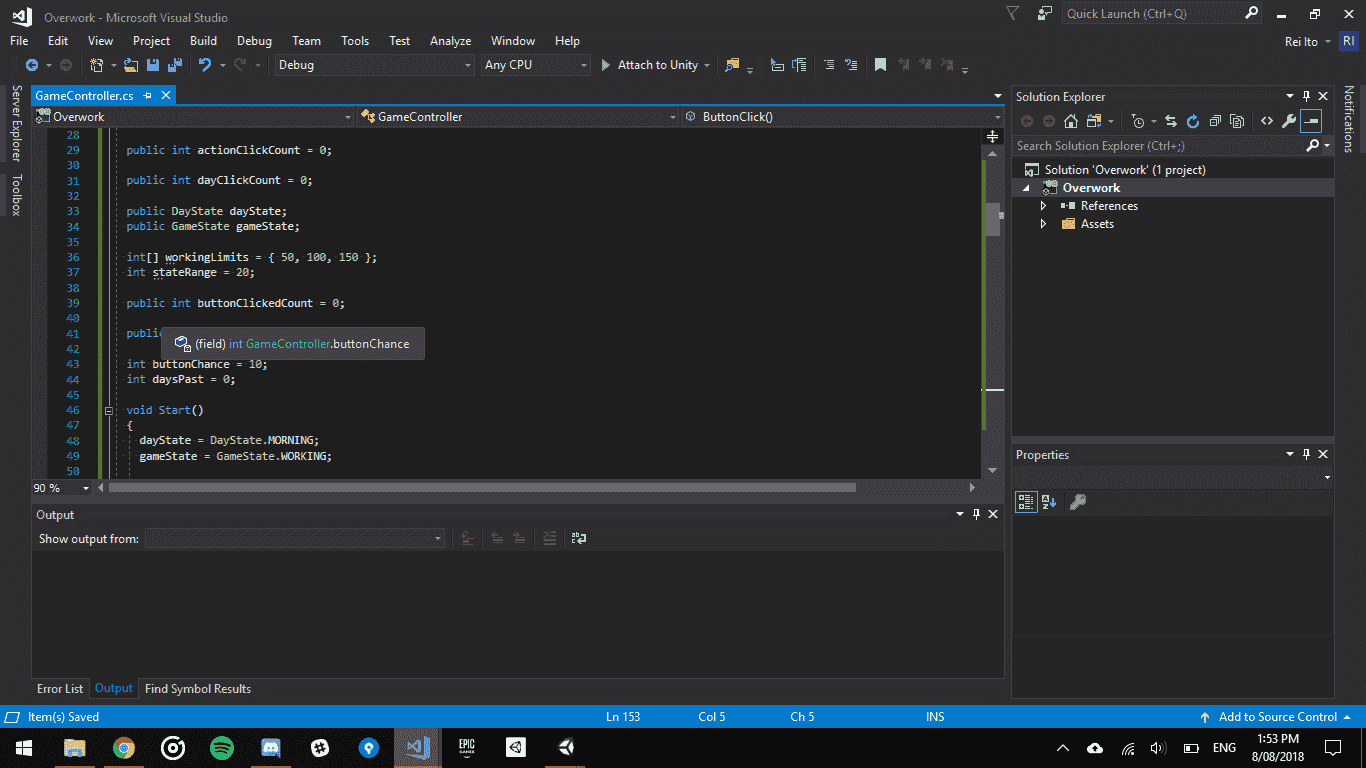 Overwork - Microsoft Visual Studio
Quick Launch (Ctrl+Q)
File Edit View Project Build Debug Team Tools Test Analyze Window Help
Rei Ito RI
Debug Any CPU Attach to Unity
Server Explorer
Toolbox
GameController.cs
Overwork GameController ButtonClick()
28
29 public int actionClickCount = 0;
30
31 public int dayClickCount = 0;
32
33 public DayState dayState;
34 public GameState gameState;
35
36 int[] workingLimits = { 50, 100, 150 };
37 int stateRange = 20;
38
39 public int buttonClickedCount = 0;
40
41 public
(field) int GameController.buttonChance
42
43 int buttonChance = 10;
44 int daysPast = 0;
45
46 void Start()
47 {
48 dayState = DayState.MORNING;
49 gameState = GameState.WORKING;
50
90 %
Output
Show output from:
Error List Output Find Symbol Results
Solution Explorer
Search Solution Explorer (Ctrl+;)
Solution 'Overwork' (1 project)
Overwork
References
Assets
Properties
Notifications
Item(s) Saved Ln 153 Col 5 Ch 5 INS Add to Source Control
EPIC GAMES
ENG
1:53 PM
8/08/2018